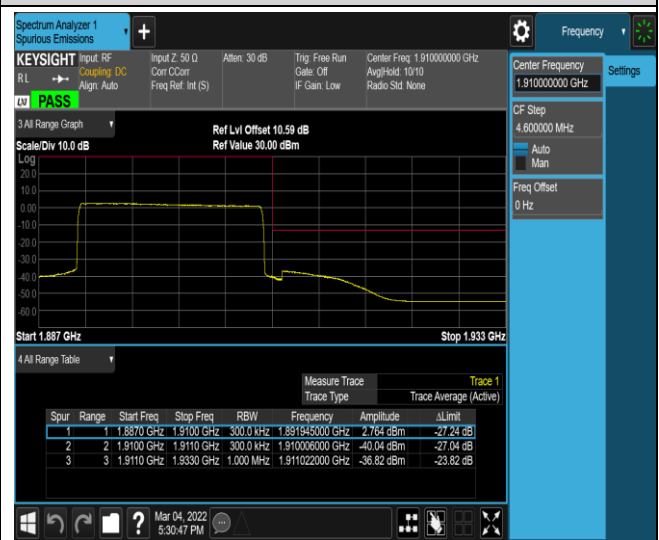 Spectrum Analyzer 1
Spurious Emissions
Frequency
KEYSIGHT Input: RF
RL Coupling: DC
Align: Auto
Input Z: 50 Ω
Corr CCorr
Freq Ref: Int (S)
Atten: 30 dB
Trig: Free Run
Gate: Off
IF Gain: Low
Center Freq: 1.910000000 GHz
Avg|Hold: 10/10
Radio Std: None
LXI PASS
Center Frequency
1.910000000 GHz
Settings
CF Step
4.600000 MHz
Auto
Man
Freq Offset
0 Hz
3 All Range Graph
Scale/Div 10.0 dB
Ref Lvl Offset 10.59 dB
Ref Value 30.00 dBm
Log
20.0
10.0
0.00
-10.0
-20.0
-30.0
-40.0
-50.0
-60.0
Start 1.887 GHz Stop 1.933 GHz
4 All Range Table
Measure Trace Trace 1
Trace Type Trace Average (Active)
Spur Range Start Freq Stop Freq RBW Frequency Amplitude ΔLimit
1 1 1.8870 GHz 1.9100 GHz 300.0 kHz 1.891945000 GHz 2.764 dBm -27.24 dB
2 2 1.9100 GHz 1.9110 GHz 300.0 kHz 1.910006000 GHz -40.04 dBm -27.04 dB
3 3 1.9110 GHz 1.9330 GHz 1.000 MHz 1.911022000 GHz -36.82 dBm -23.82 dB
Mar 04, 2022
5:30:47 PM